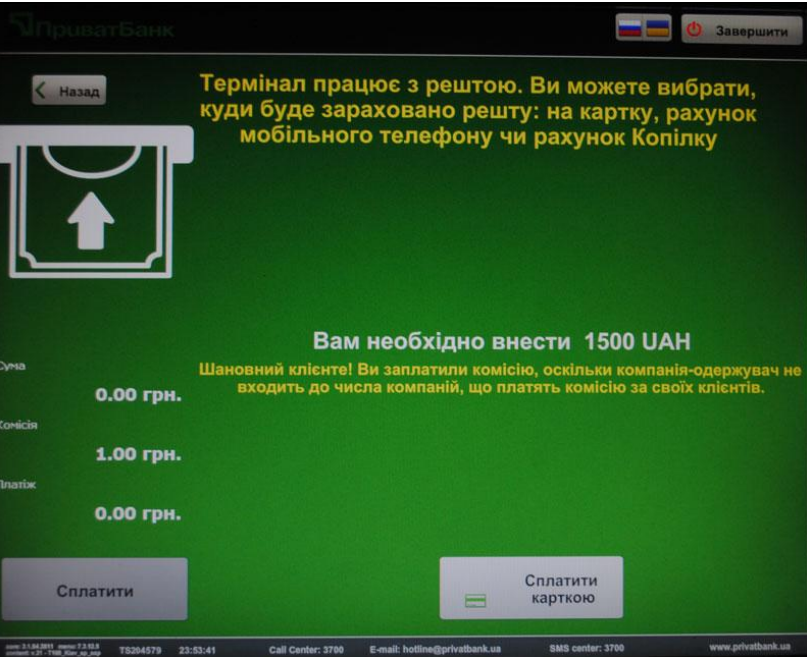 ПриватБанк
Завершити
Назад
Термінал працює з рештою. Ви можете вибрати,
куди буде зараховано решту: на картку, рахунок
мобільного телефону чи рахунок Копілку
Вам необхідно внести 1500 UAH
Шановний клієнте! Ви заплатили комісію, оскільки компанія-одержувач не
входить до числа компаній, що платять комісію за своїх клієнтів.
Сума
0.00 грн.
Комісія
1.00 грн.
Платіж
0.00 грн.
Сплатити
Сплатити
карткою
TS204579 23:53:41 Call Center: 3700 E-mail: hotline@privatbank.ua SMS center: 3700 www.privatbank.ua